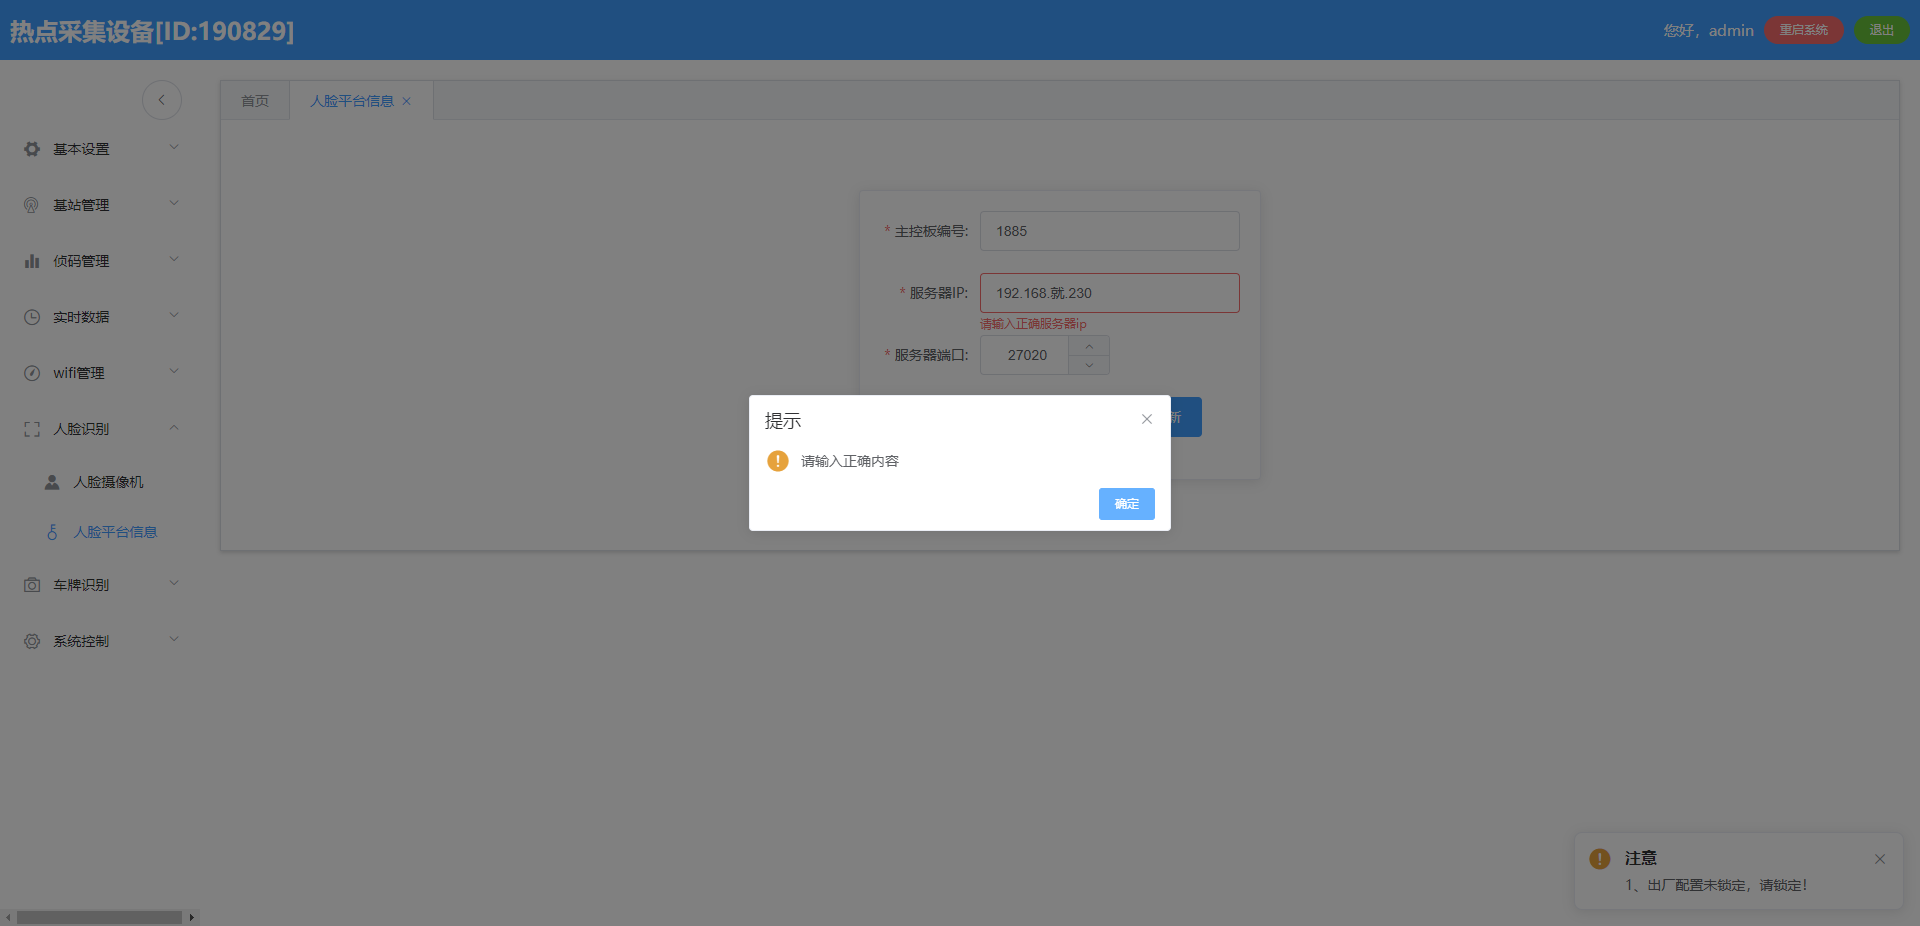 热点采集设备[ID:190829]
您好，admin
重启系统
退出
首页
人脸平台信息
基本设置
基站管理
侦码管理
实时数据
wifi管理
人脸识别
人脸摄像机
人脸平台信息
车牌识别
系统控制
* 主控板编号:
1885
* 服务器IP:
192.168.就.230
请输入正确服务器ip
* 服务器端口:
27020
新
提示
请输入正确内容
确定
注意
1、出厂配置未锁定，请锁定！